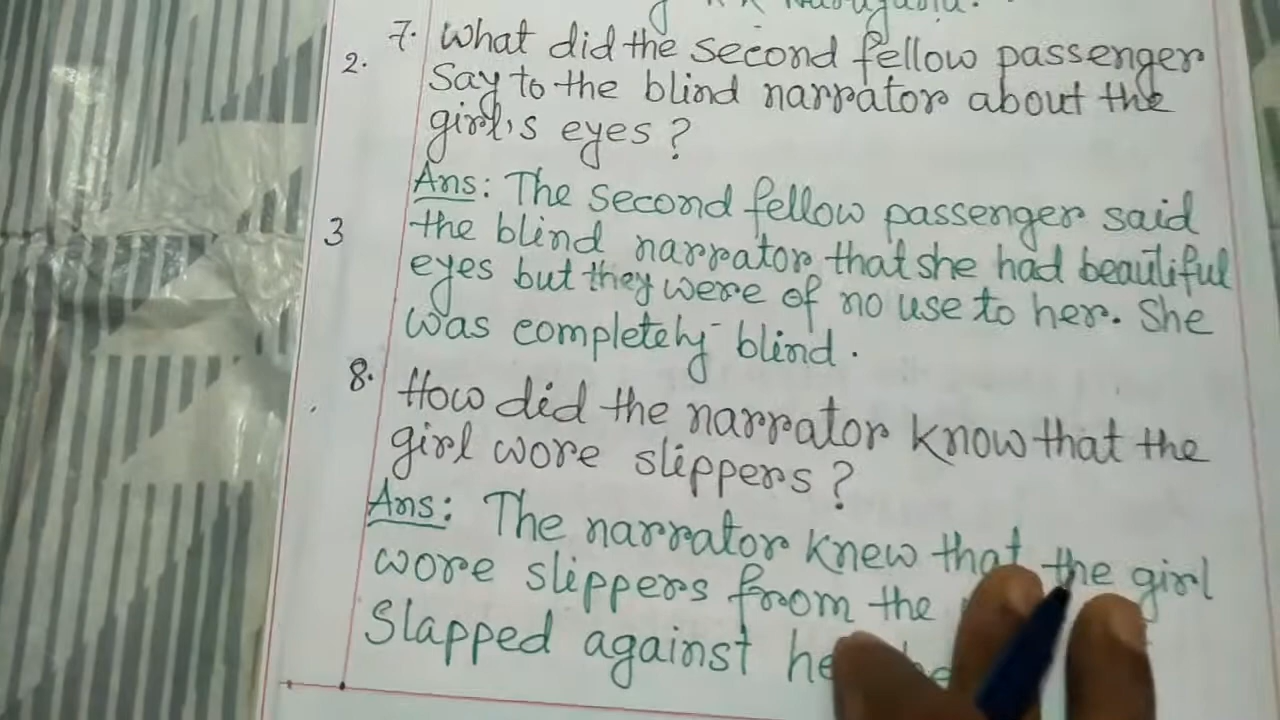 7. What did the second fellow passenger
2.
say to the blind narrator about the
girl's eyes?
Ans: The second fellow passenger said
3
the blind narrator that she had beautiful
eyes but they were of no use to her. She
was completely blind.
8. How did the narrator know that the
girl wore slippers?
Ans: The narrator knew that the girl
wore slippers from the
Slapped against